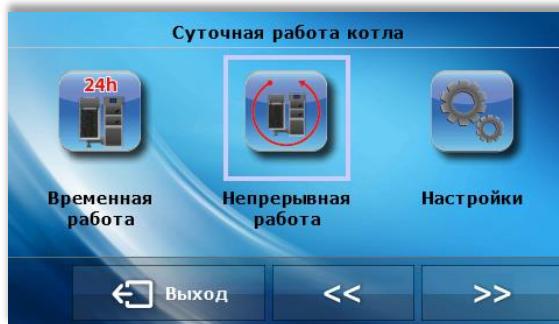 Суточная работа котла
24h
Временная
работа
Непрерывная
работа
Настройки
Выход
<<
>>